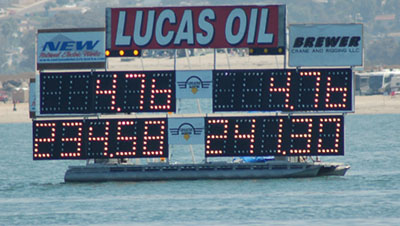 LUCAS OIL
NEW
BREWER
CRANE AND RIGGING LLC
4.76 4.76
234.58 241.30